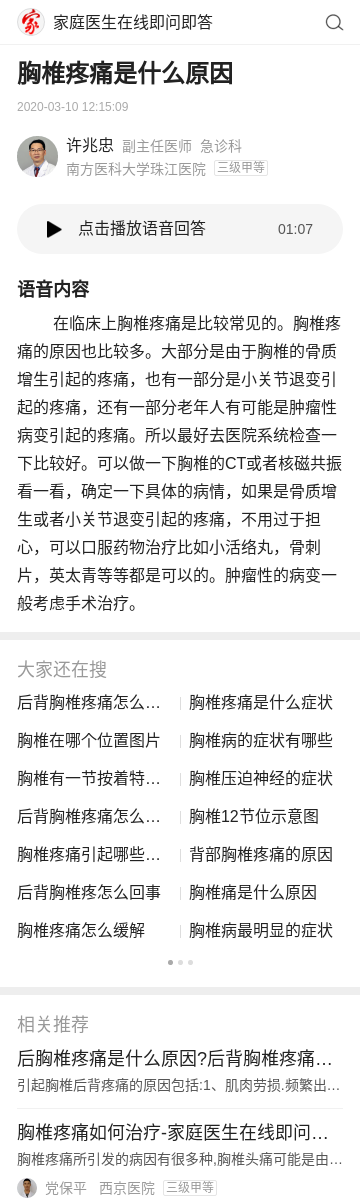 家庭医生在线即问即答
胸椎疼痛是什么原因
2020-03-10 12:15:09
许兆忠 副主任医师 急诊科
南方医科大学珠江医院 三级甲等
点击播放语音回答 01:07
语音内容
在临床上胸椎疼痛是比较常见的。胸椎疼
痛的原因也比较多。大部分是由于胸椎的骨质
增生引起的疼痛，也有一部分是小关节退变引
起的疼痛，还有一部分老年人有可能是肿瘤性
病变引起的疼痛。所以最好去医院系统检查一
下比较好。可以做一下胸椎的CT或者核磁共振
看一看，确定一下具体的病情，如果是骨质增
生或者小关节退变引起的疼痛，不用过于担
心，可以口服药物治疗比如小活络丸，骨刺
片，英太青等等都是可以的。肿瘤性的病变一
般考虑手术治疗。
大家还在搜
后背胸椎疼痛怎么… 胸椎疼痛是什么症状
胸椎在哪个位置图片 胸椎病的症状有哪些
胸椎有一节按着特… 胸椎压迫神经的症状
后背胸椎疼痛怎么… 胸椎12节位示意图
胸椎疼痛引起哪些… 背部胸椎疼痛的原因
后背胸椎疼怎么回事 胸椎痛是什么原因
胸椎疼痛怎么缓解 胸椎病最明显的症状
相关推荐
后胸椎疼痛是什么原因?后背胸椎疼痛…
引起胸椎后背疼痛的原因包括:1、肌肉劳损.频繁出…
胸椎疼痛如何治疗-家庭医生在线即问…
胸椎疼痛所引发的病因有很多种,胸椎头痛可能是由…
党保平 西京医院 三级甲等